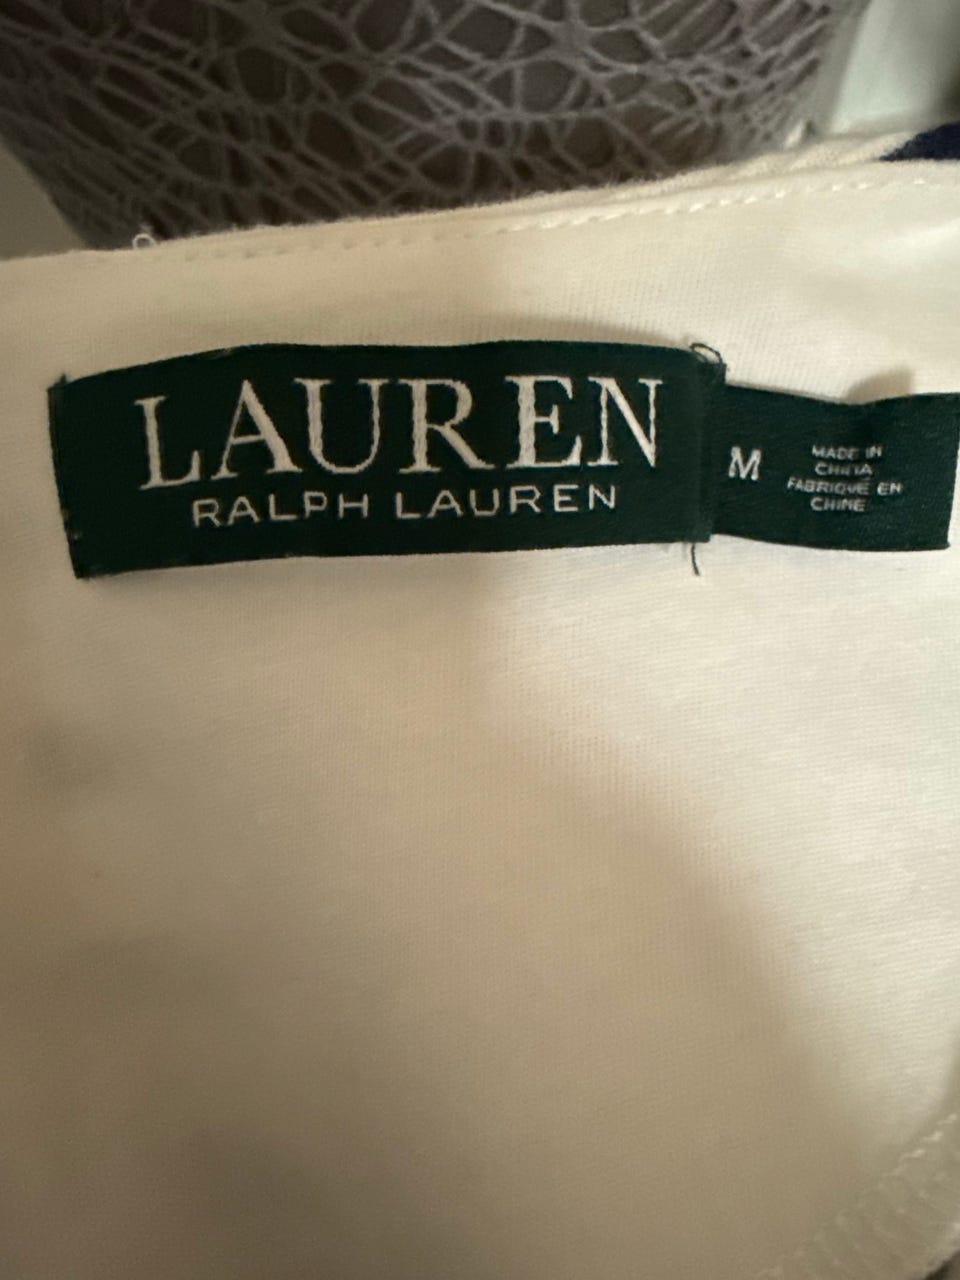 LAUREN
RALPH LAUREN
M
MADE IN
CHINA
FABRIQUÉ EN
CHINE